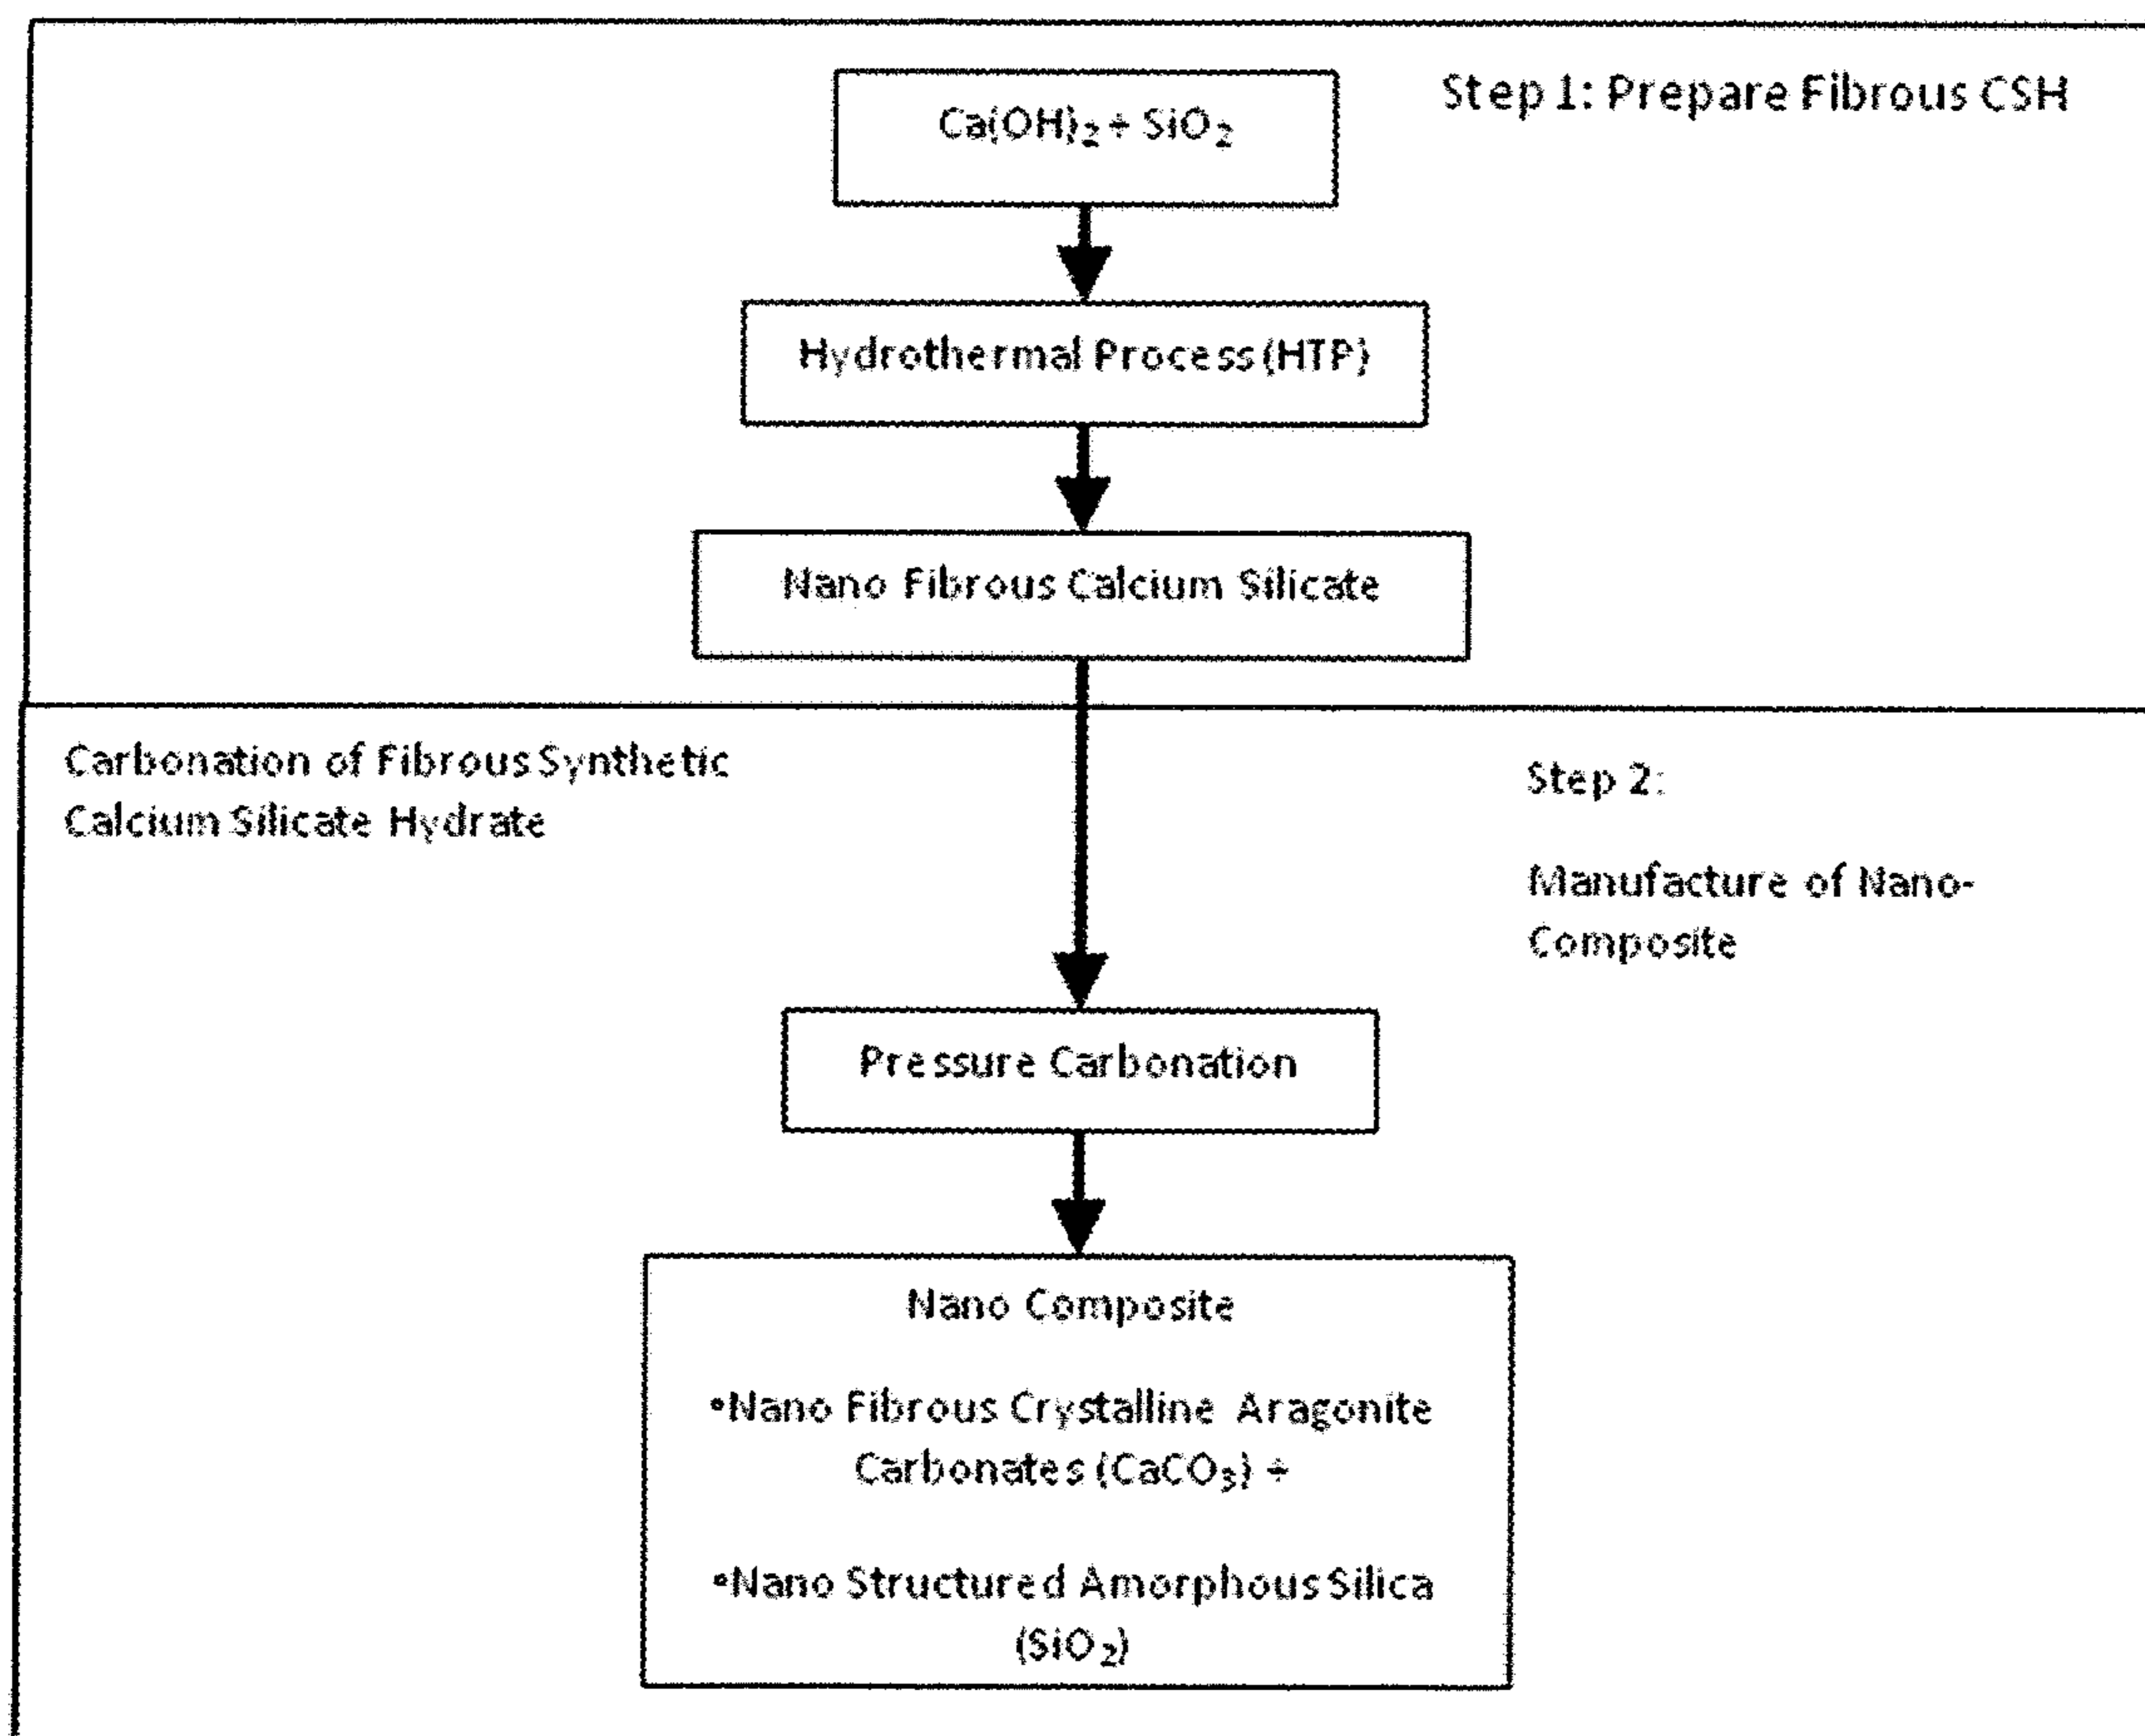 Step 1: Prepare Fibrous CSH
Ca(OH)₂ + SiO₂
Hydrothermal Process (HTP)
Nano Fibrous Calcium Silicate
Carbonation of Fibrous Synthetic
Calcium Silicate Hydrate
Step 2:
Manufacture of Nano-
Composite
Pressure Carbonation
Nano Composite
•Nano Fibrous Crystalline Aragonite
Carbonates (CaCO₃) +
•Nano Structured Amorphous Silica
(SiO₂)